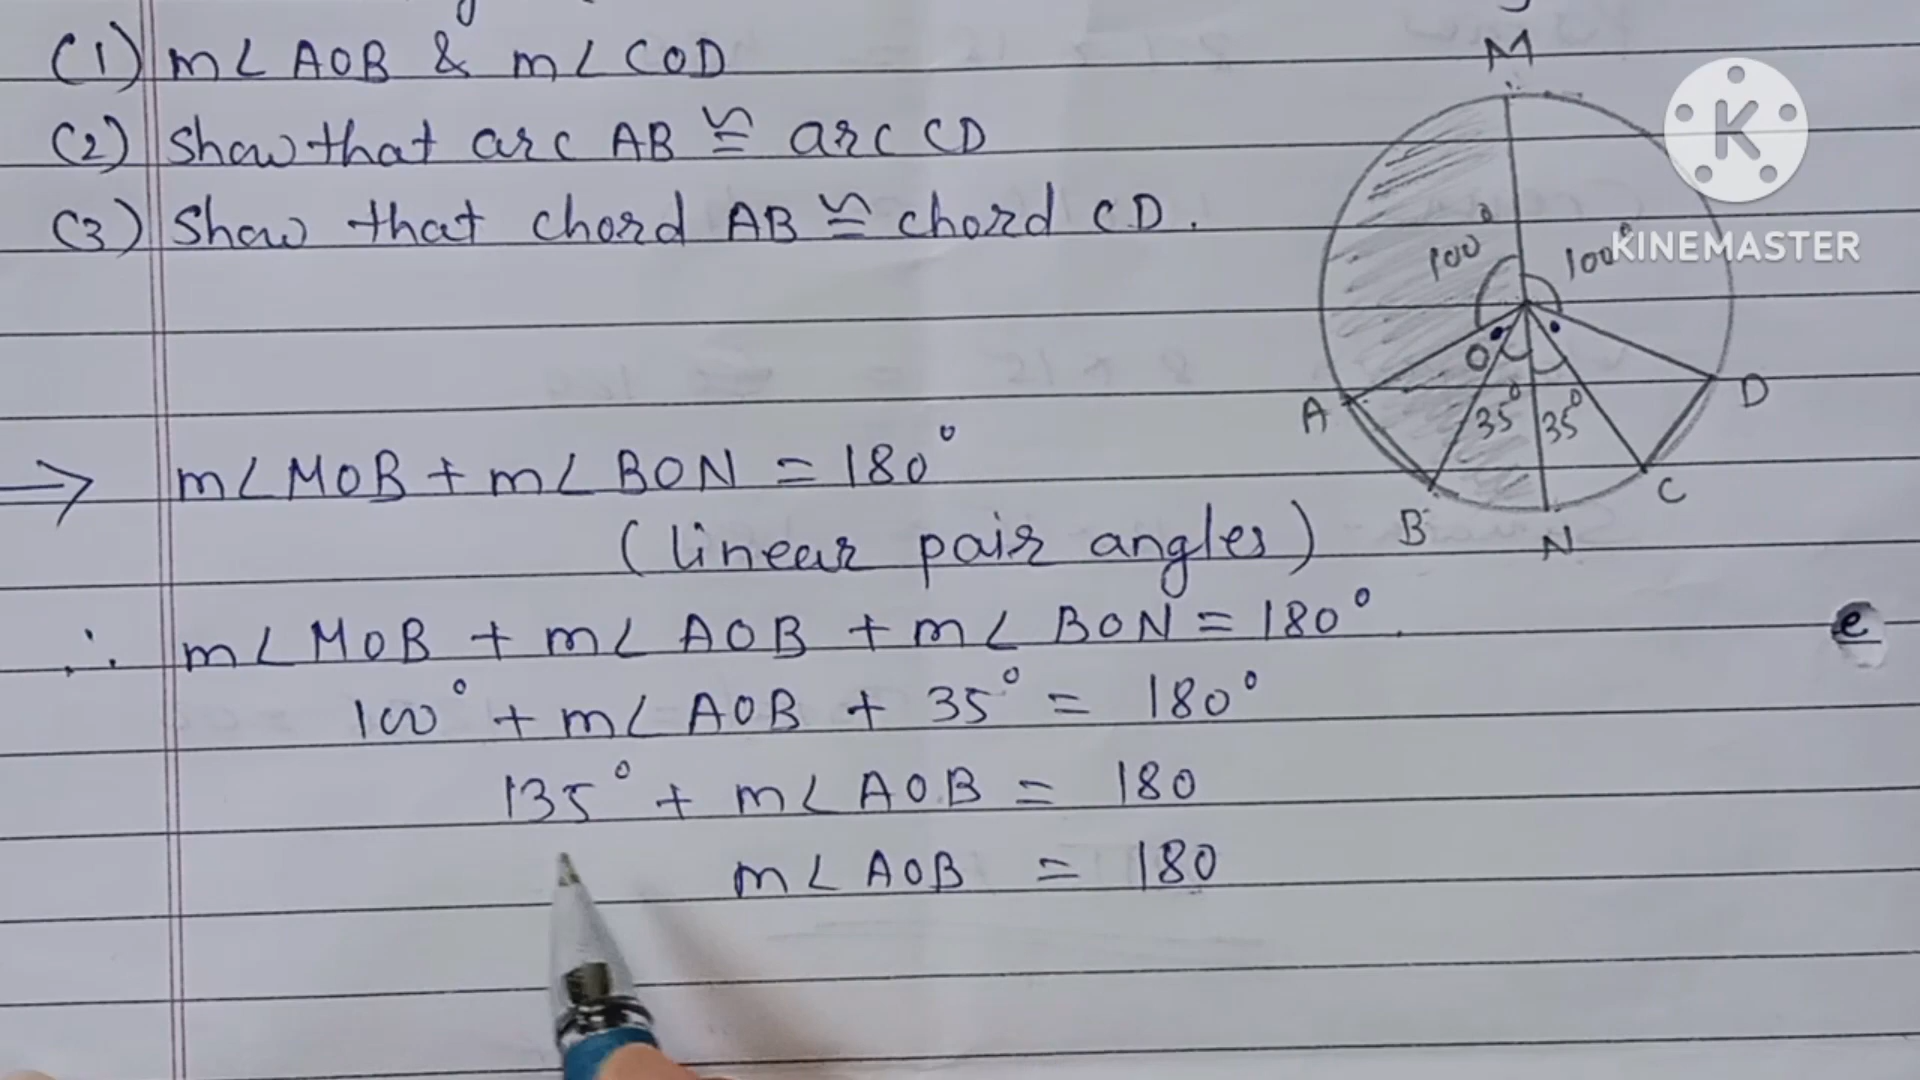 (1) m∠AOB & m∠COD
(2) Show that arc AB ≅ arc CD
(3) Show that chord AB ≅ chord CD.
M
KINEMASTER
100° 100°
O
A 35° 35° D
B N C
⇒ m∠MOB + m∠BON = 180°
(linear pair angles)
∴ m∠MOB + m∠AOB + m∠BON = 180°.
e
100° + m∠AOB + 35° = 180°
135° + m∠AOB = 180
m∠AOB = 180